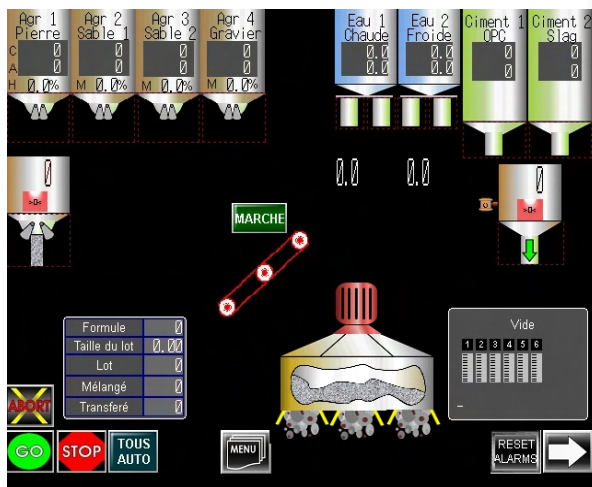 Agr 1 Agr 2 Agr 3 Agr 4 Eau 1 Eau 2 Ciment 1 Ciment 2
Pierre Sable 1 Sable 2 Gravier Chaude Froide OPC Slag
C 0 0 0 0 0.0 0.0 0 0
A 0 0 0 0 0.0 0.0 0 0
H 0.0% M 0.0% M 0.0% M 0.0%
0 0.0 0.0 0
>0< >0<
MARCHE
Formule 0
Taille du lot 0.00
Lot 0
Mélangé 0
Transferé 0
Vide
1 2 3 4 5 6
-
ABORT
GO STOP TOUS AUTO MENU RESET ALARMS